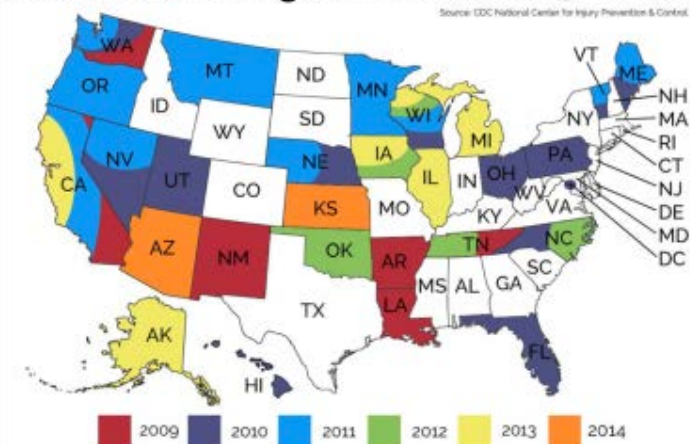 Source: CDC National Center for Injury Prevention & Control
WA
OR
CA
NV
ID
MT
WY
UT
AZ
CO
NM
ND
SD
NE
KS
OK
TX
MN
IA
MO
AR
LA
WI
IL
MI
IN
OH
KY
TN
MS
AL
GA
FL
SC
NC
VA
WV
PA
NY
VT
ME
NH
MA
RI
CT
NJ
DE
MD
DC
AK
HI
2009 2010 2011 2012 2013 2014